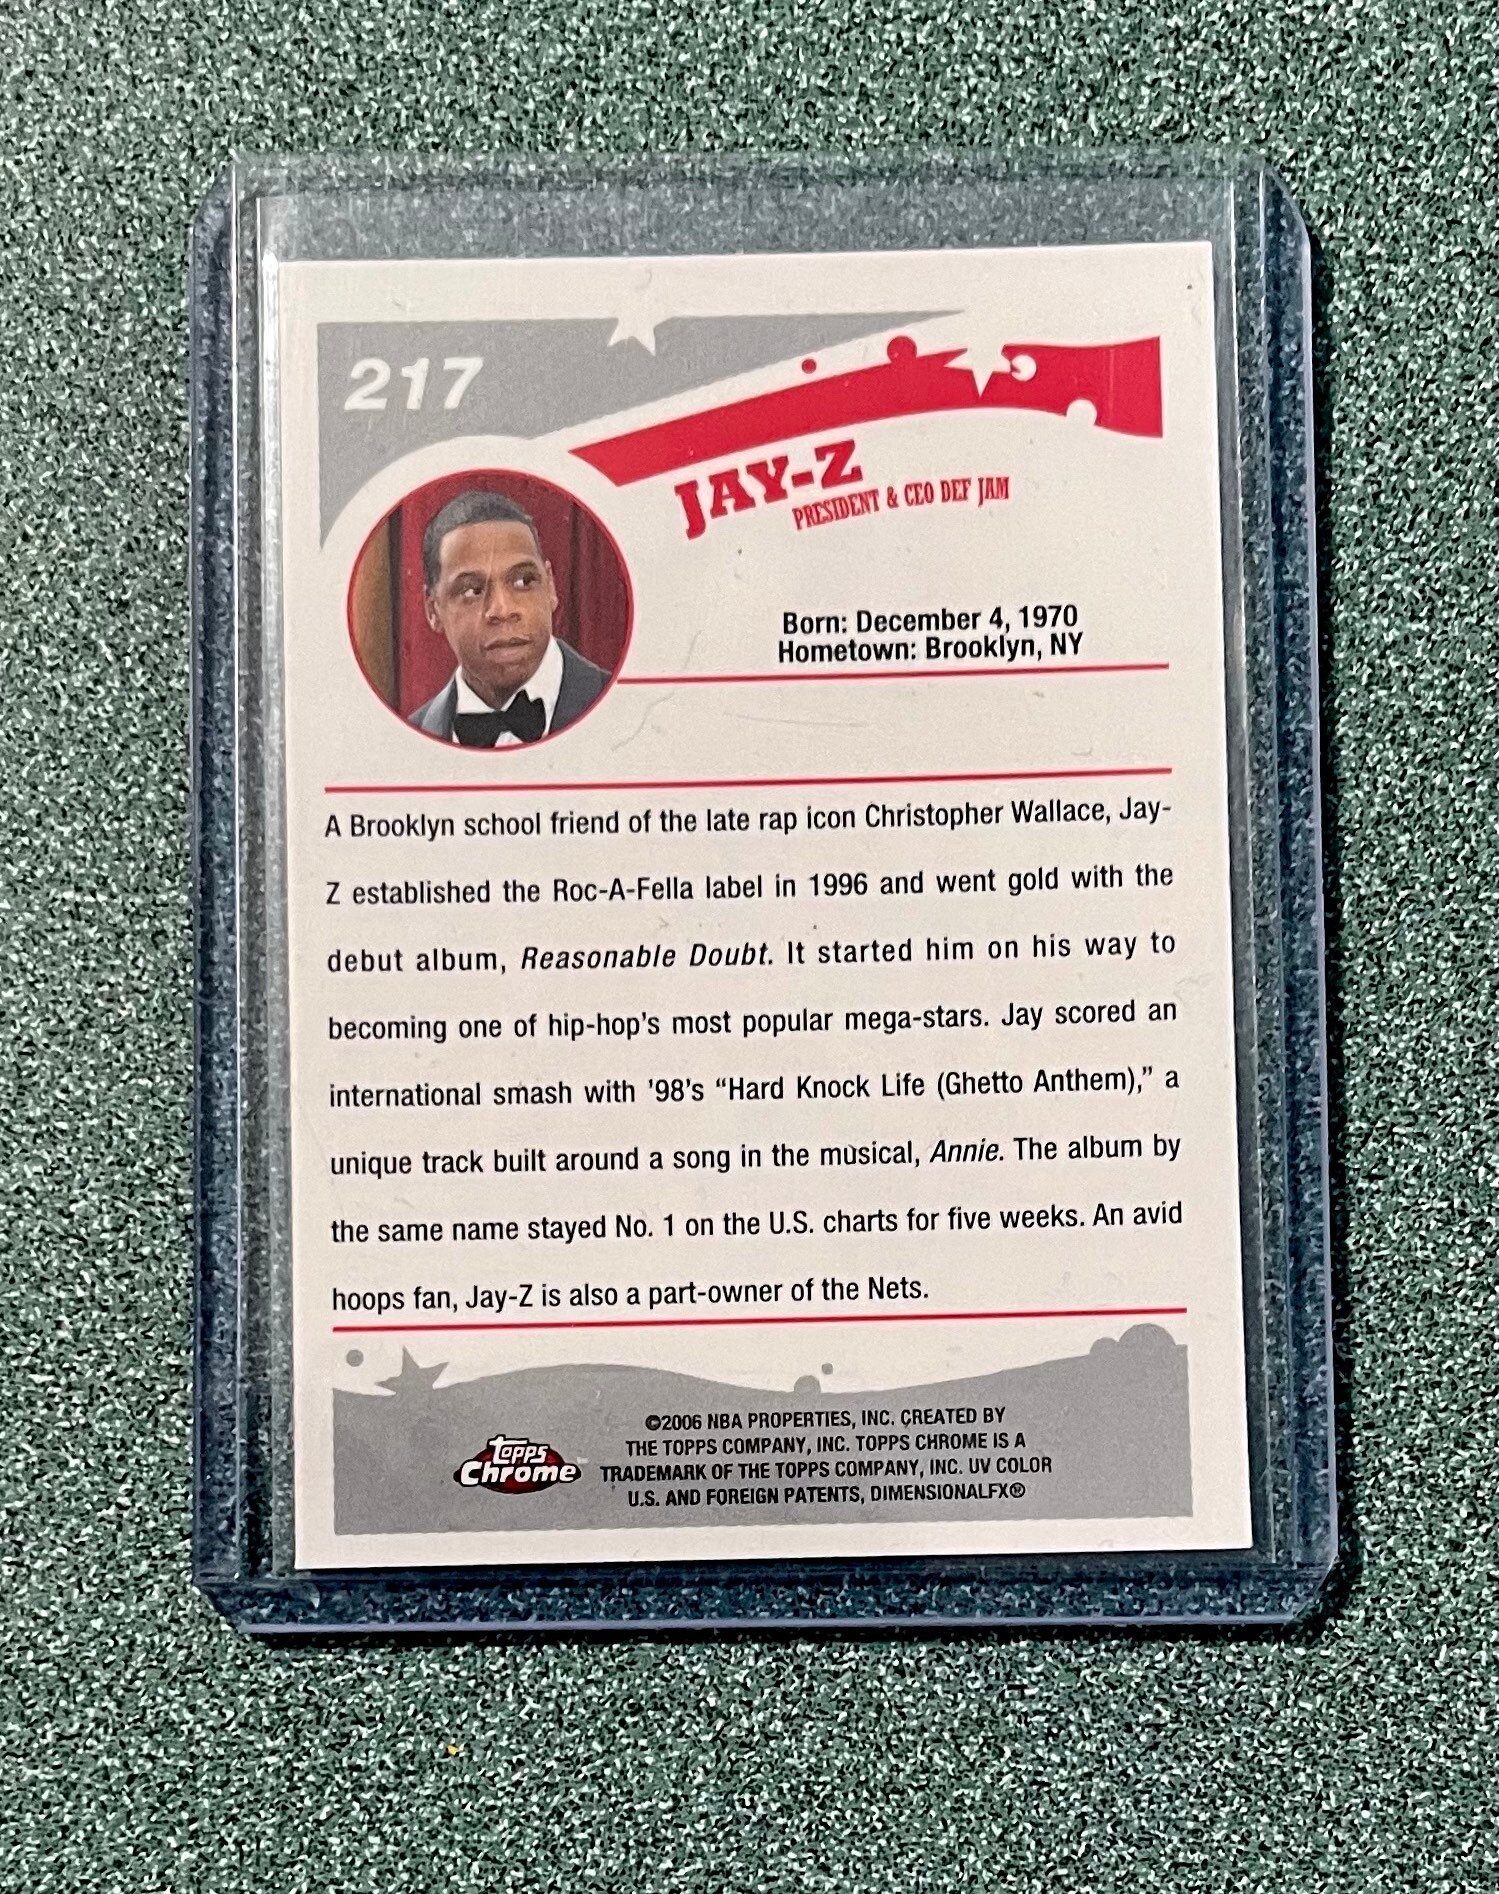 217
JAY-Z
PRESIDENT & CEO DEF JAM
Born: December 4, 1970
Hometown: Brooklyn, NY
A Brooklyn school friend of the late rap icon Christopher Wallace, Jay-
Z established the Roc-A-Fella label in 1996 and went gold with the
debut album, Reasonable Doubt. It started him on his way to
becoming one of hip-hop's most popular mega-stars. Jay scored an
international smash with '98's “Hard Knock Life (Ghetto Anthem),” a
unique track built around a song in the musical, Annie. The album by
the same name stayed No. 1 on the U.S. charts for five weeks. An avid
hoops fan, Jay-Z is also a part-owner of the Nets.
Topps
Chrome
©2006 NBA PROPERTIES, INC. CREATED BY
THE TOPPS COMPANY, INC. TOPPS CHROME IS A
TRADEMARK OF THE TOPPS COMPANY, INC. UV COLOR
U.S. AND FOREIGN PATENTS, DIMENSIONALFX®